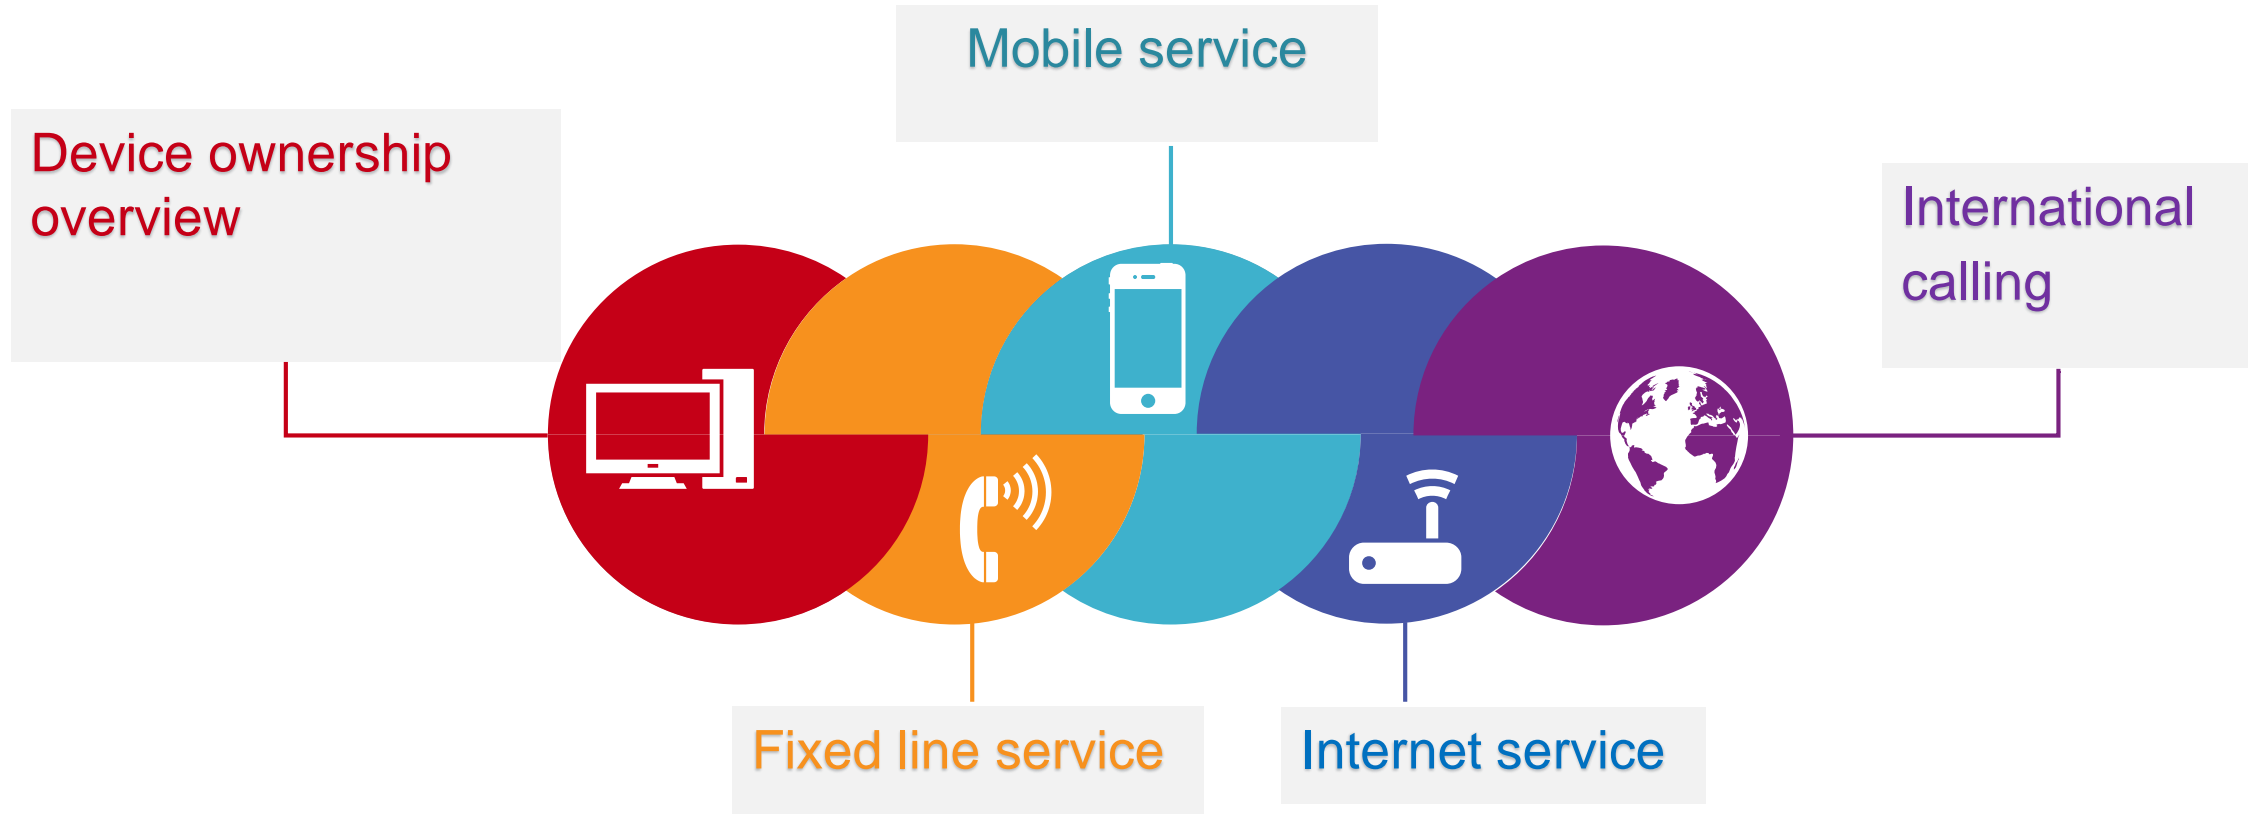 Mobile service
Device ownership
overview
International
calling
Fixed line service
Internet service